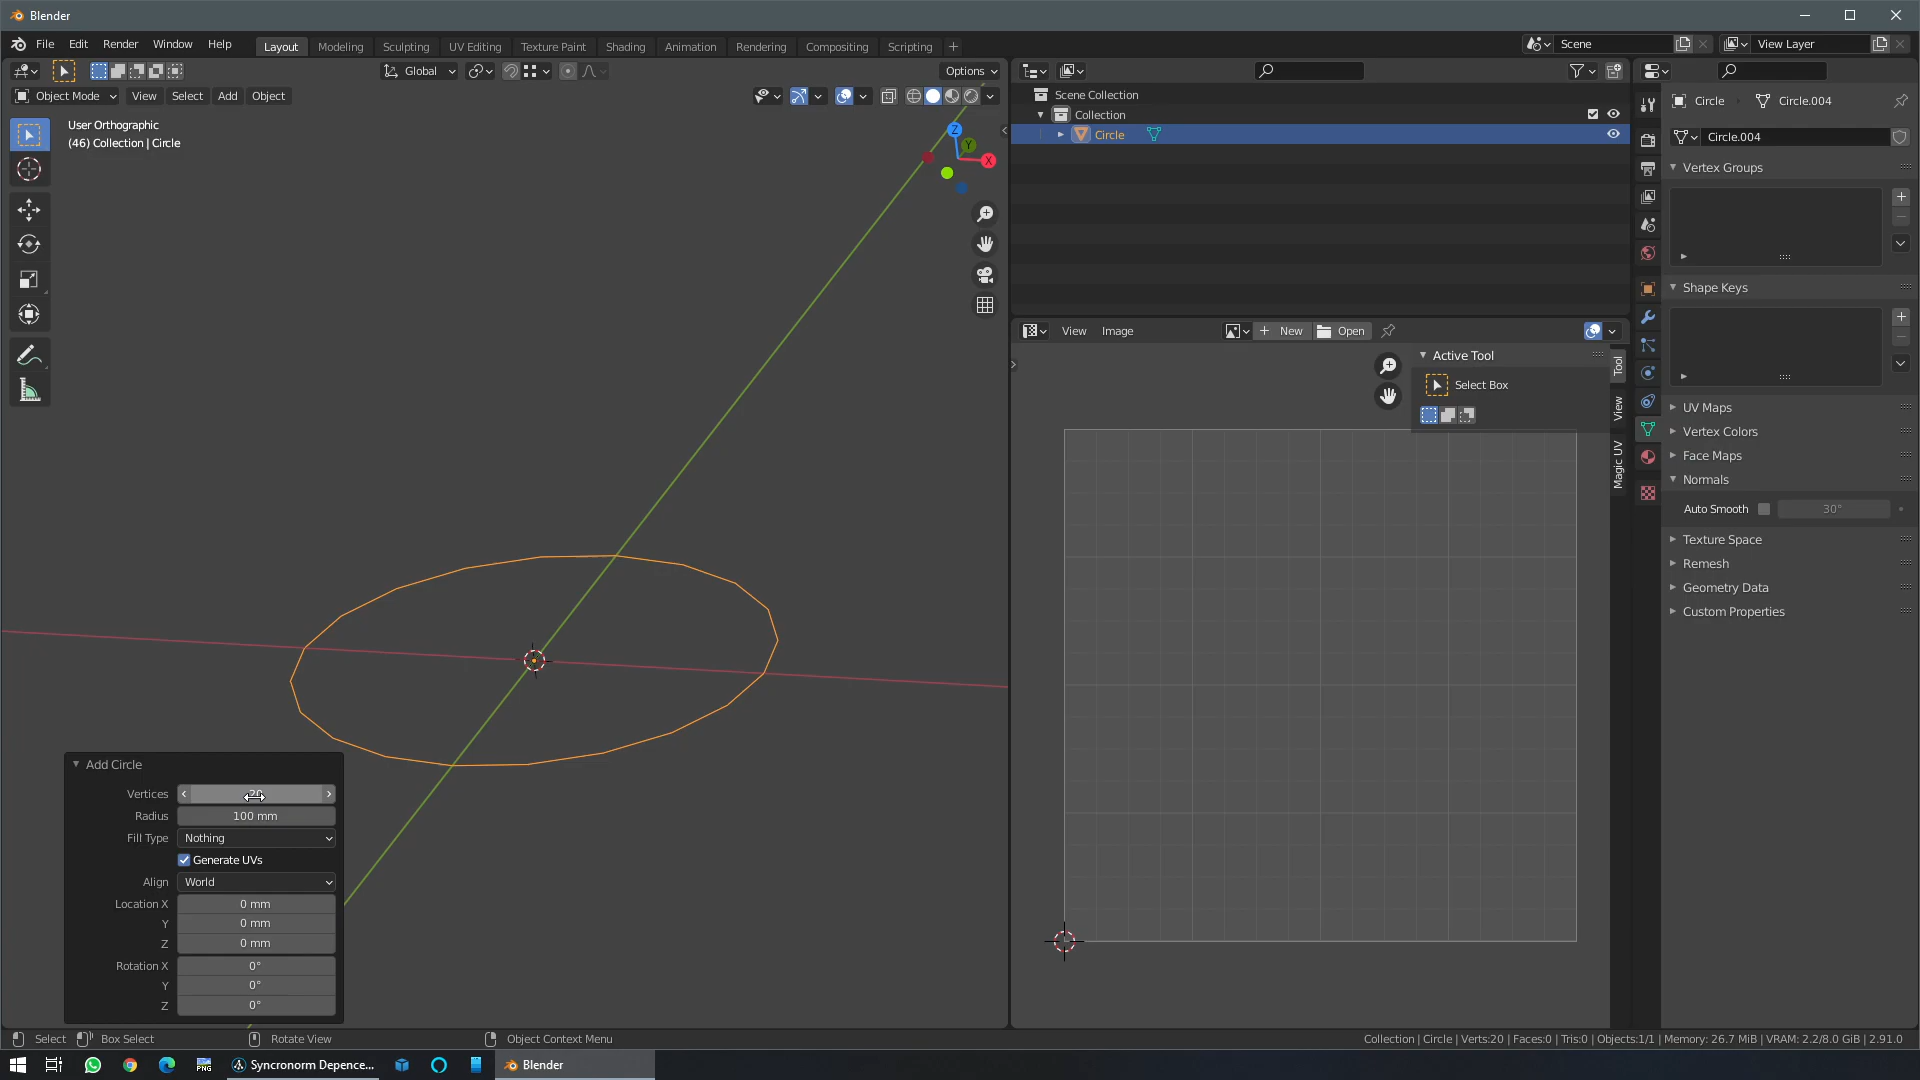 Blender
File Edit Render Window Help
Layout Modeling Sculpting UV Editing Texture Paint Shading Animation Rendering Compositing Scripting +
Scene
View Layer
Global
Options
Object Mode View Select Add Object
User Orthographic
(46) Collection | Circle
Z
Y
X
Scene Collection
Collection
Circle
View Image
New Open
Active Tool
Select Box
Tool
View
Magic UV
Circle Circle.004
Circle.004
Vertex Groups
Shape Keys
UV Maps
Vertex Colors
Face Maps
Normals
Auto Smooth 30°
Texture Space
Remesh
Geometry Data
Custom Properties
Add Circle
Vertices 20
Radius 100 mm
Fill Type Nothing
Generate UVs
Align World
Location X 0 mm
Y 0 mm
Z 0 mm
Rotation X 0°
Y 0°
Z 0°
Select Box Select Rotate View Object Context Menu
Collection | Circle | Verts:20 | Faces:0 | Tris:0 | Objects:1/1 | Memory: 26.7 MiB | VRAM: 2.2/8.0 GiB | 2.91.0
PNG
Syncronorm Depence...
Blender